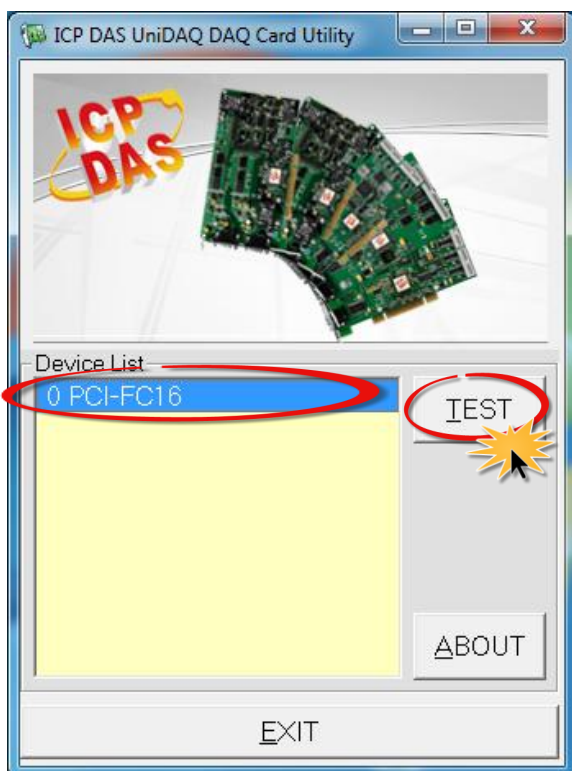 ICP DAS UniDAQ DAQ Card Utility
ICP
DAS
Device List
0 PCI-FC16
TEST
ABOUT
EXIT